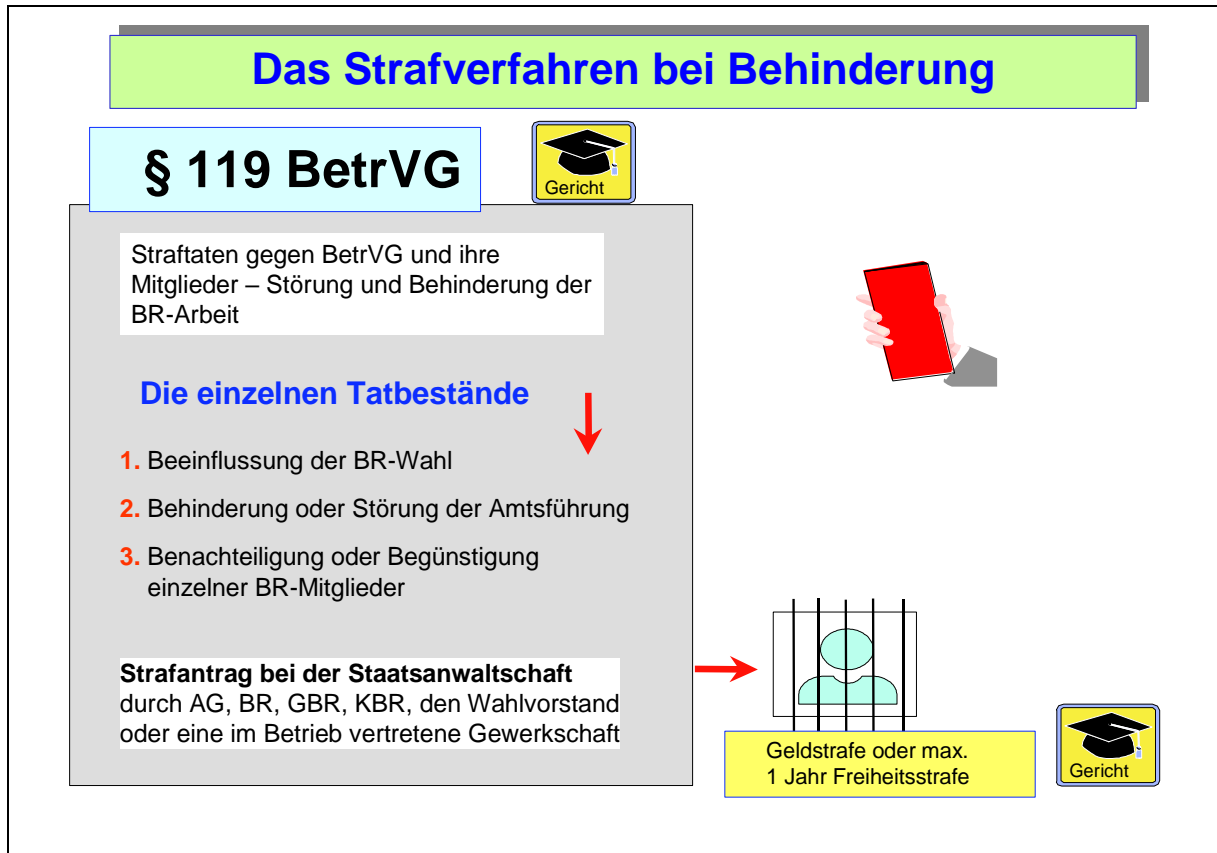 Das Strafverfahren bei Behinderung
§ 119 BetrVG
Gericht
Straftaten gegen BetrVG und ihre
Mitglieder – Störung und Behinderung der
BR-Arbeit
Die einzelnen Tatbestände
1. Beeinflussung der BR-Wahl
2. Behinderung oder Störung der Amtsführung
3. Benachteiligung oder Begünstigung
einzelner BR-Mitglieder
Strafantrag bei der Staatsanwaltschaft
durch AG, BR, GBR, KBR, den Wahlvorstand
oder eine im Betrieb vertretene Gewerkschaft
Geldstrafe oder max.
1 Jahr Freiheitsstrafe
Gericht